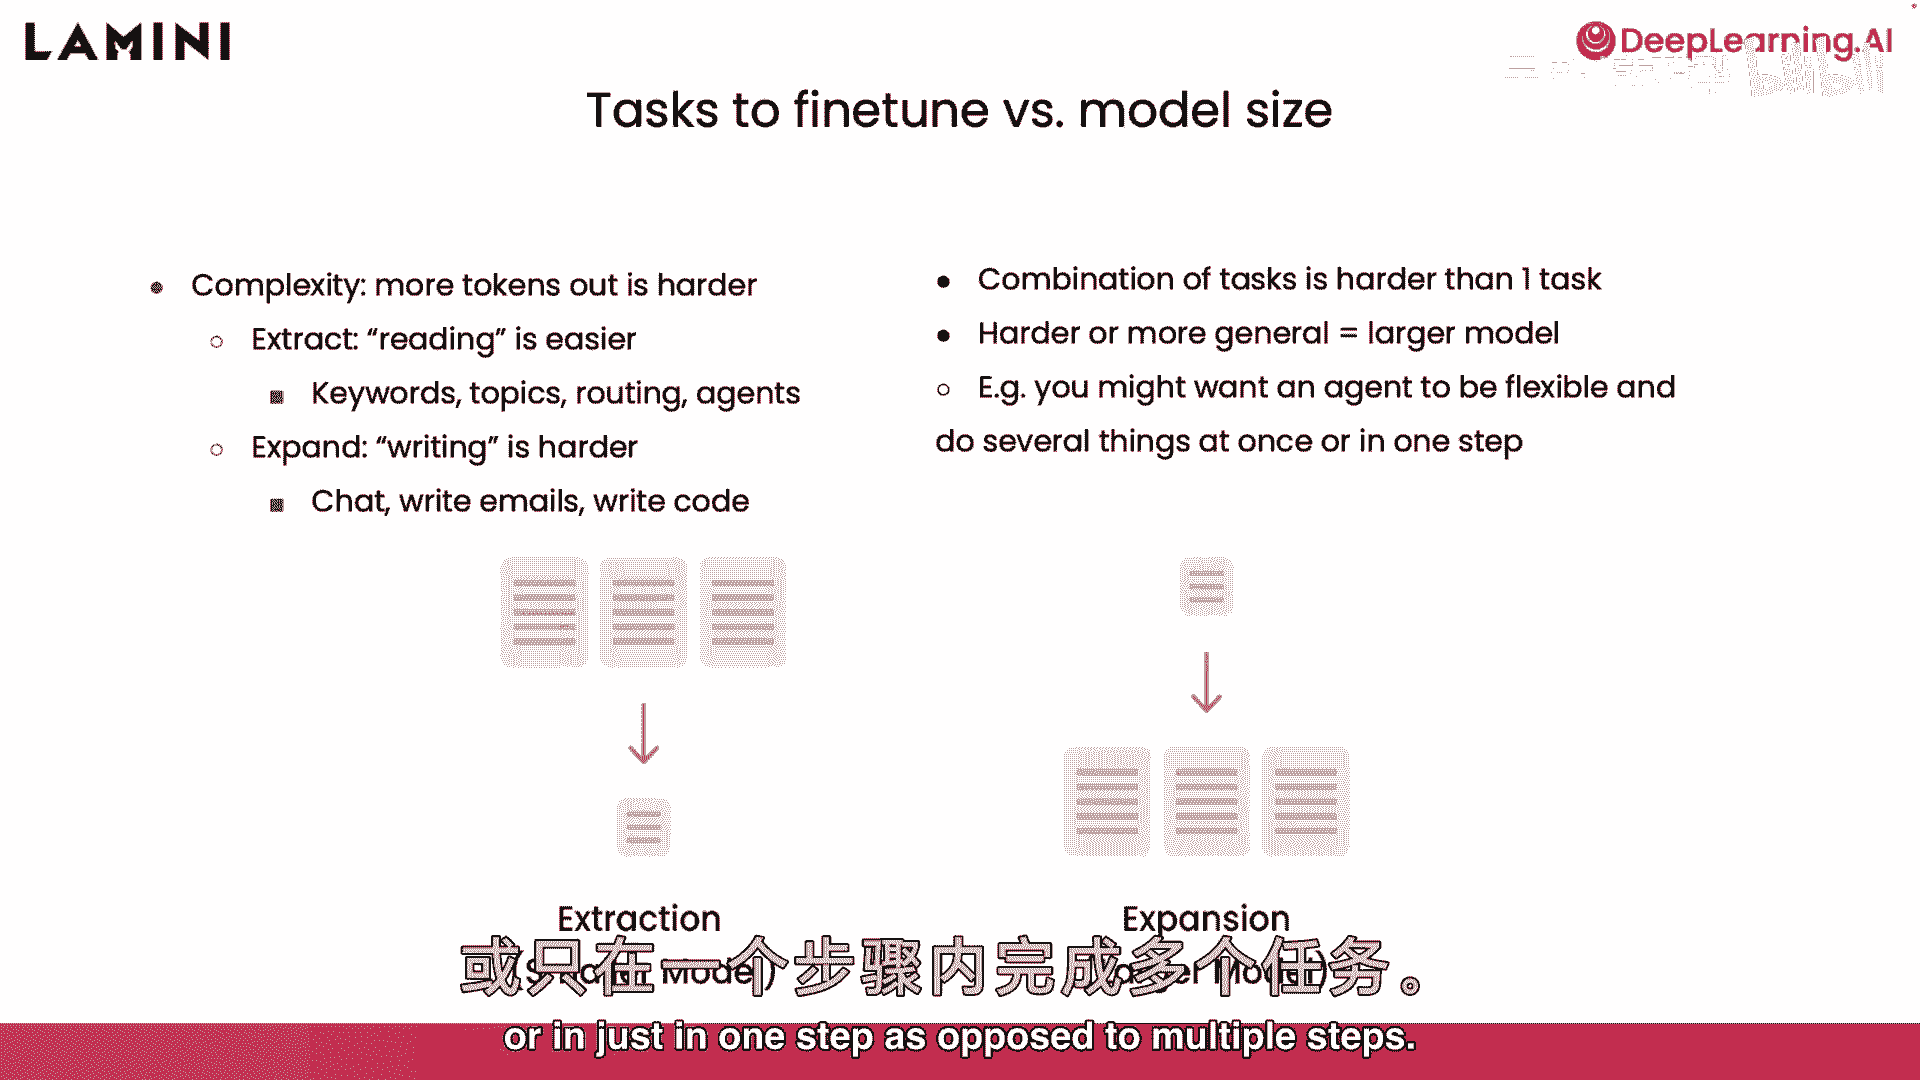 LAMINI
DeepLearning.AI
Tasks to finetune vs. model size
Complexity: more tokens out is harder
Extract: “reading” is easier
Keywords, topics, routing, agents
Expand: “writing” is harder
Chat, write emails, write code
Combination of tasks is harder than 1 task
Harder or more general = larger model
E.g. you might want an agent to be flexible and
do several things at once or in one step
Extraction
Expansion
或只在一个步骤内完成多个任务。
or in just in one step as opposed to multiple steps.